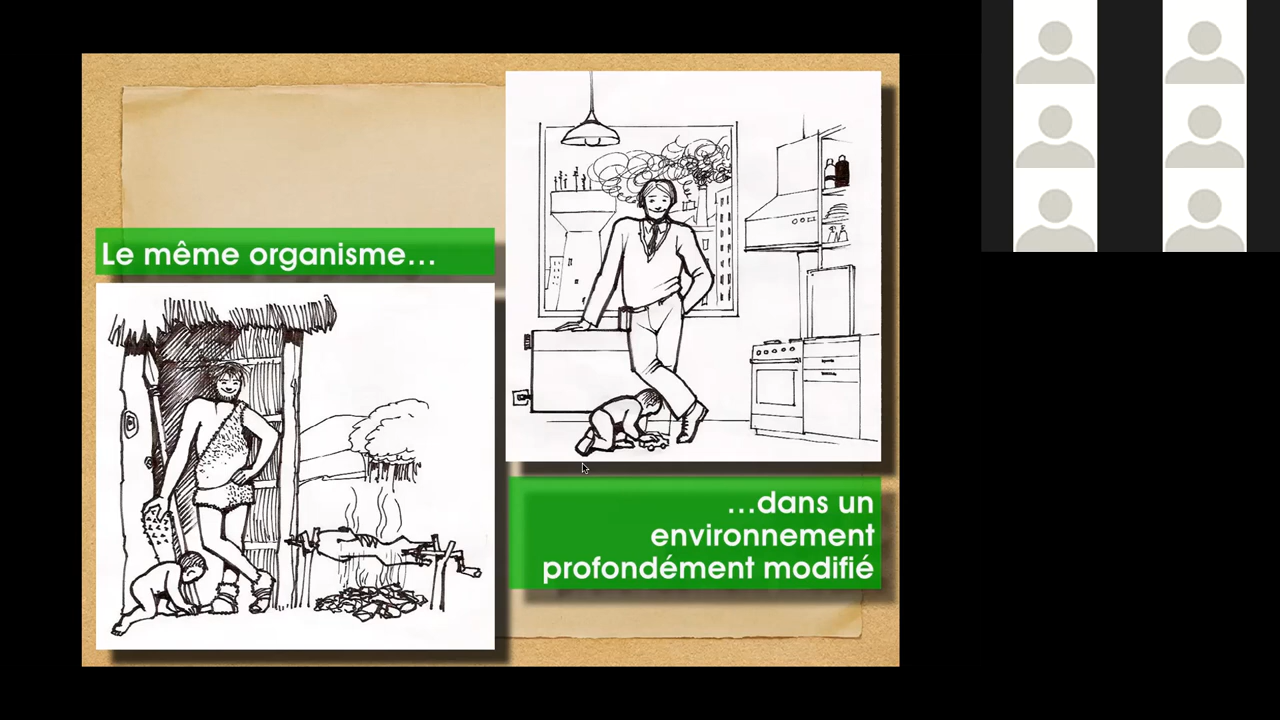 Le même organisme...
...dans un
environnement
profondément modifié